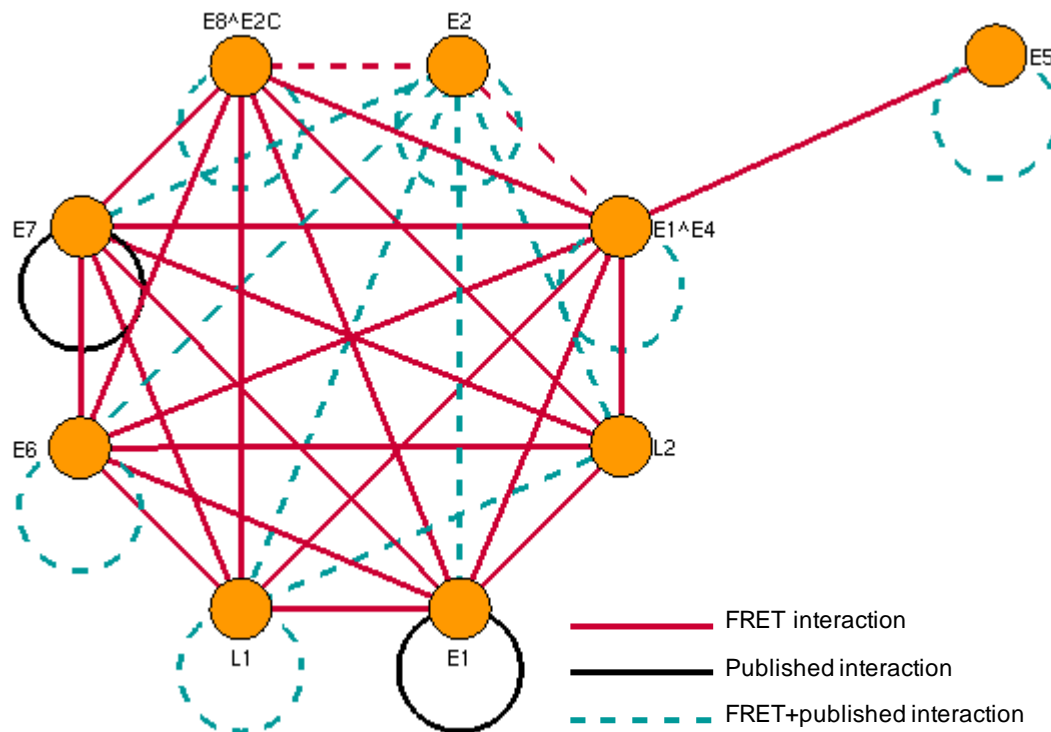 E8^E2C
E2
E5
E7
E1^E4
E6
L2
L1
E1
FRET interaction
Published interaction
FRET+published interaction